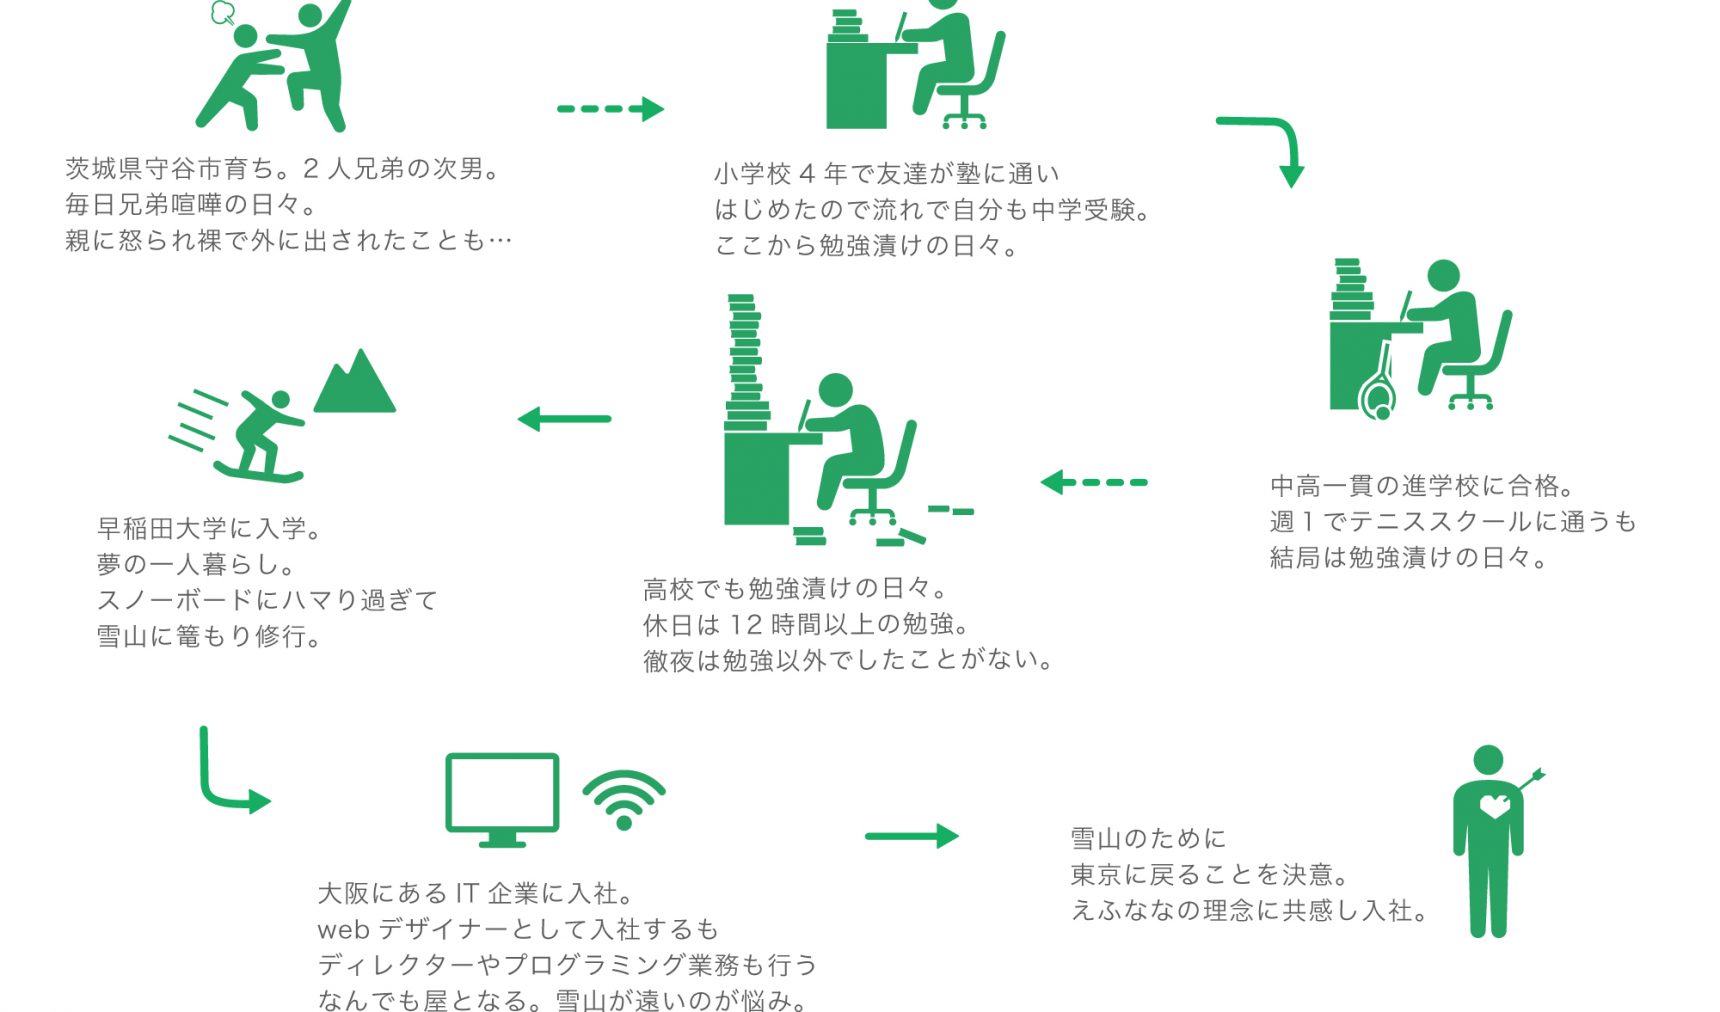 茨城県守谷市育ち。2人兄弟の次男。
毎日兄弟喧嘩の日々。
親に怒られ裸で外に出されたことも…
小学校4年で友達が塾に通い
はじめたので流れで自分も中学受験。
ここから勉強漬けの日々。
中高一貫の進学校に合格。
週1でテニススクールに通うも
結局は勉強漬けの日々。
高校でも勉強漬けの日々。
休日は12時間以上の勉強。
徹夜は勉強以外でしたことがない。
早稲田大学に入学。
夢の一人暮らし。
スノーボードにハマり過ぎて
雪山に篭もり修行。
大阪にあるIT企業に入社。
webデザイナーとして入社するも
ディレクターやプログラミング業務も行う
なんでも屋となる。雪山が遠いのが悩み。
雪山のために
東京に戻ることを決意。
えふななの理念に共感し入社。